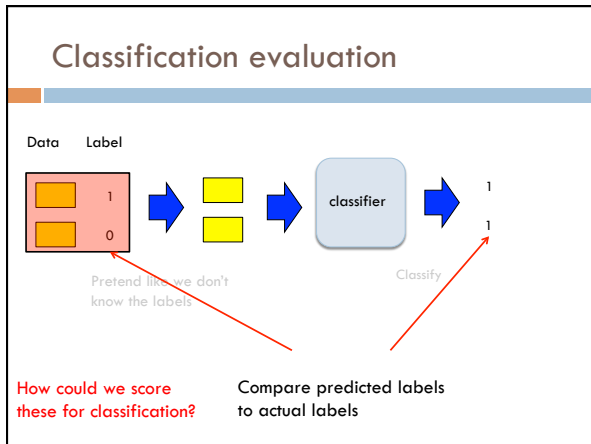 Classification evaluation
Data Label
1
0
classifier
1
1
Pretend like we don't
know the labels
Classify
How could we score
these for classification?
Compare predicted labels
to actual labels